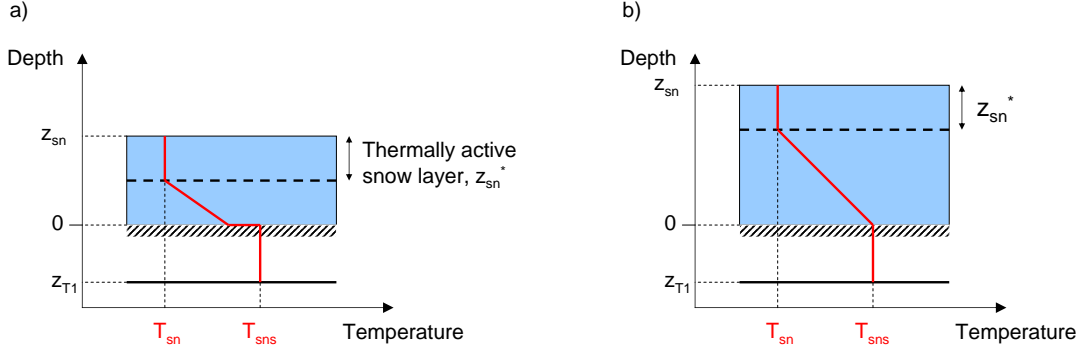 a)
Depth
z_sn
Thermally active
snow layer, z_sn*
0
z_T1
T_sn
T_sns
Temperature
b)
Depth
z_sn
z_sn*
0
z_T1
T_sn
T_sns
Temperature